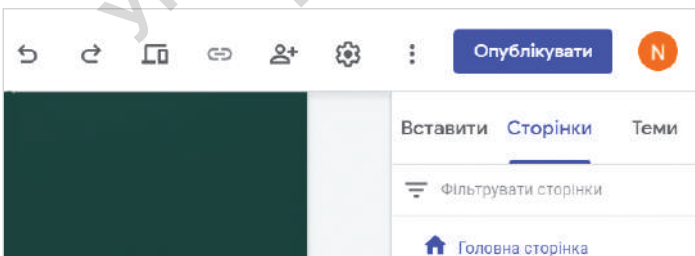 Опублікувати N
Вставити Сторінки Теми
Фільтрувати сторінки
Головна сторінка